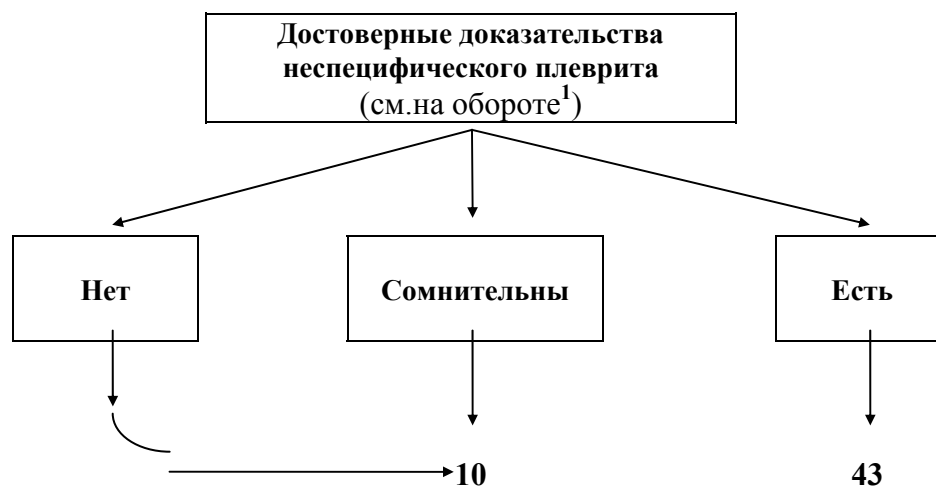 Достоверные доказательства
неспецифического плеврита
(см.на обороте¹)
Нет
Сомнительны
Есть
10
43